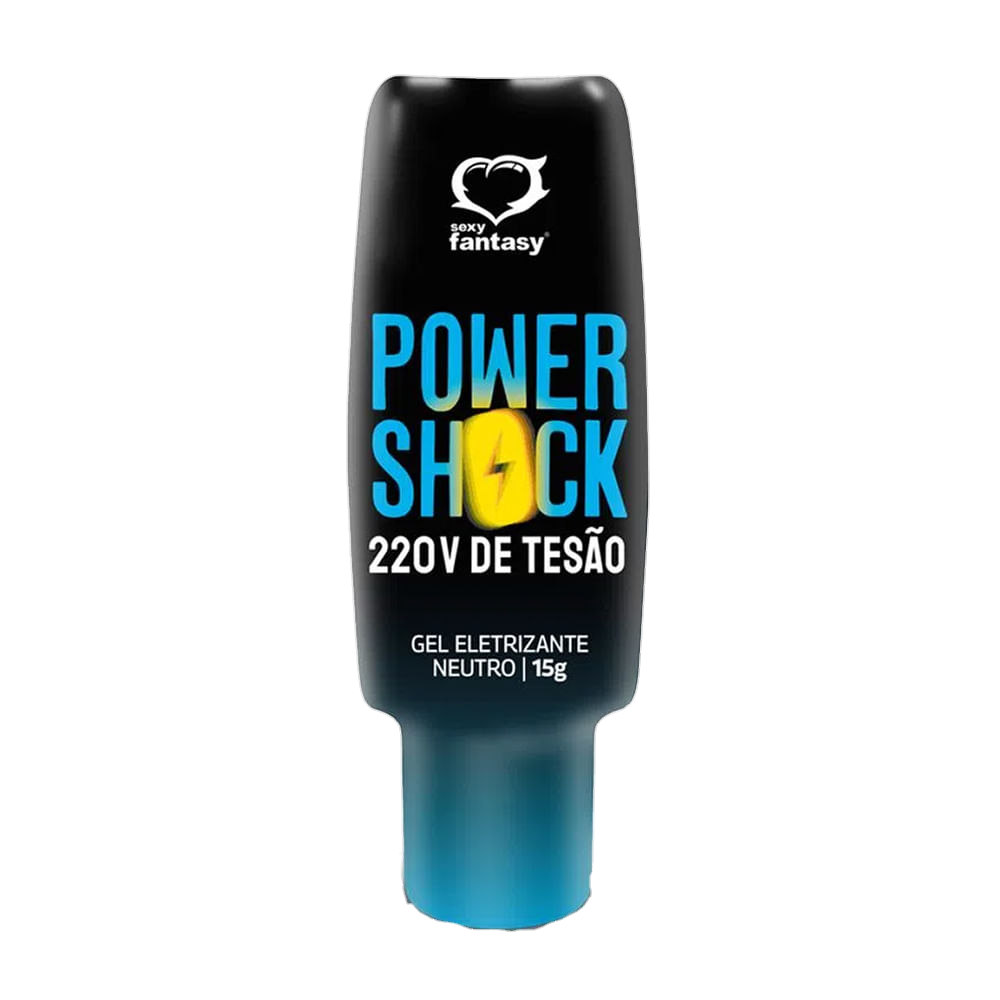 sexy
fantasy®
POWER
SHOCK
220V DE TESÃO
GEL ELETRIZANTE
NEUTRO | 15g